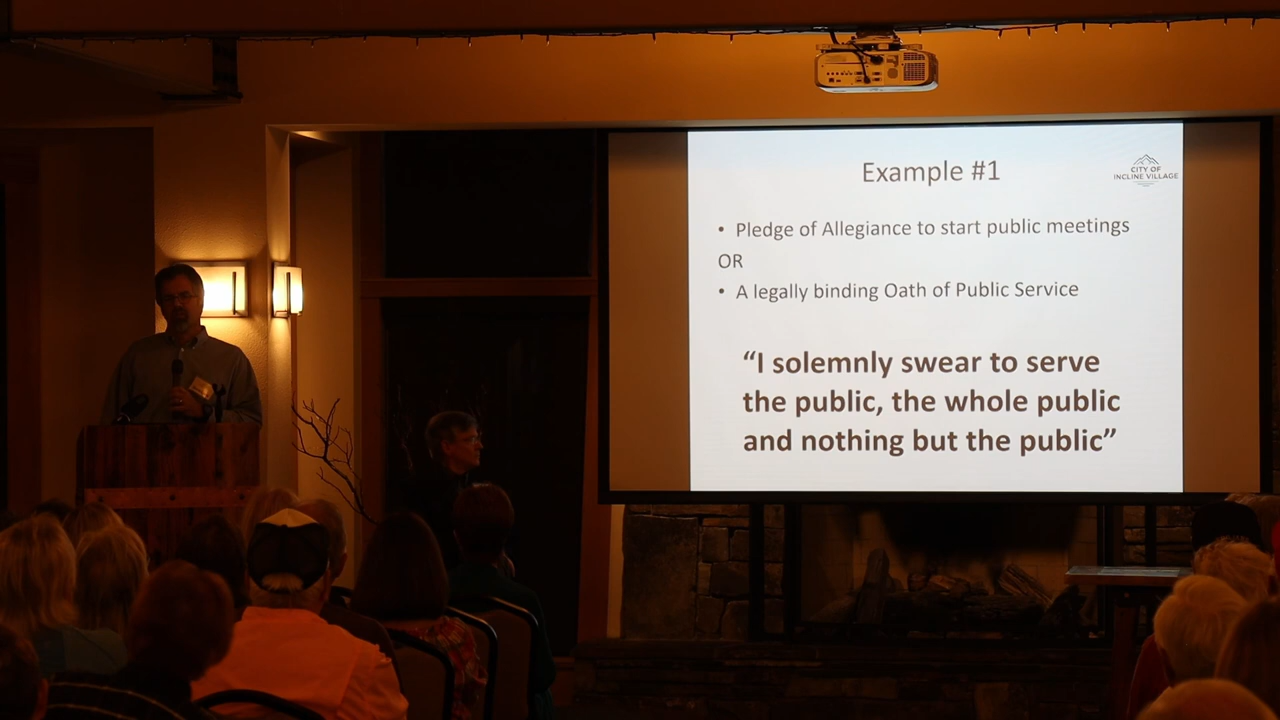 Example #1
CITY OF
INCLINE VILLAGE
• Pledge of Allegiance to start public meetings
OR
• A legally binding Oath of Public Service
“I solemnly swear to serve
the public, the whole public
and nothing but the public”